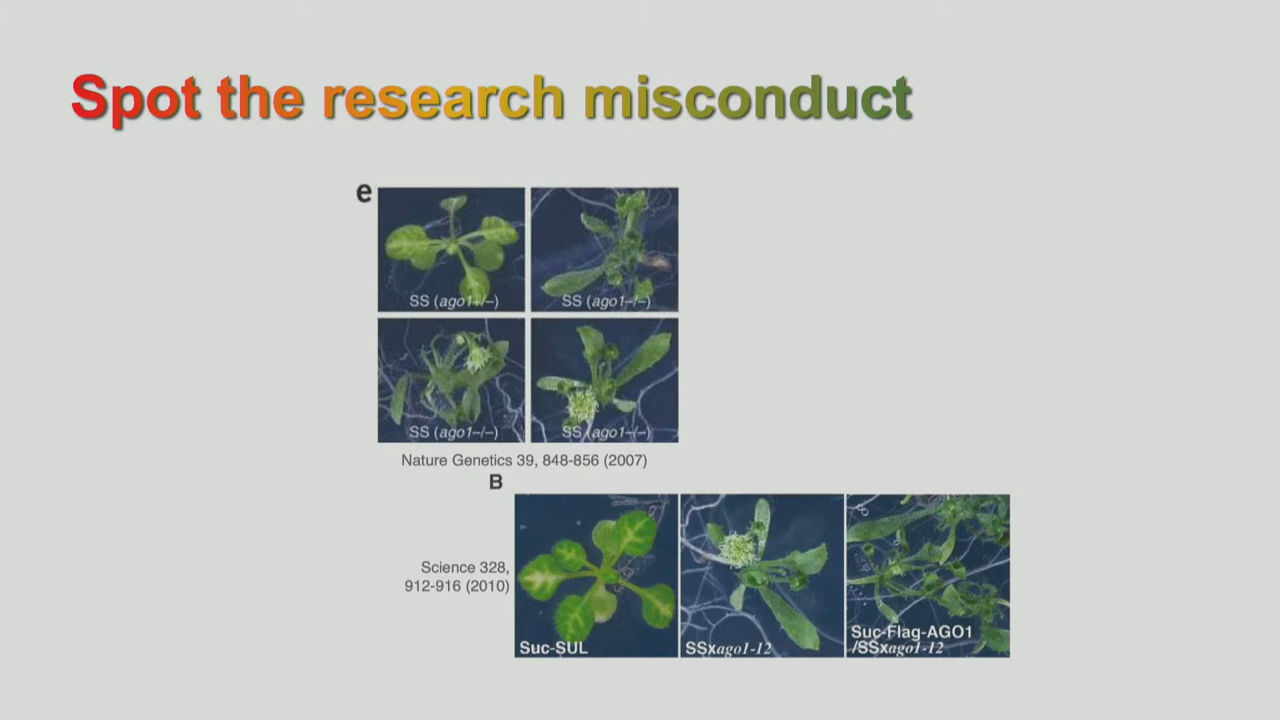 Spot the research misconduct
e
SS (ago1+/–)
SS (ago1–/–)
SS (ago1–/–)
SS (ago1–/–)
Nature Genetics 39, 848-856 (2007)
B
Science 328,
912-916 (2010)
Suc-SUL
SSxago1-12
Suc-Flag-AGO1
/SSxago1-12